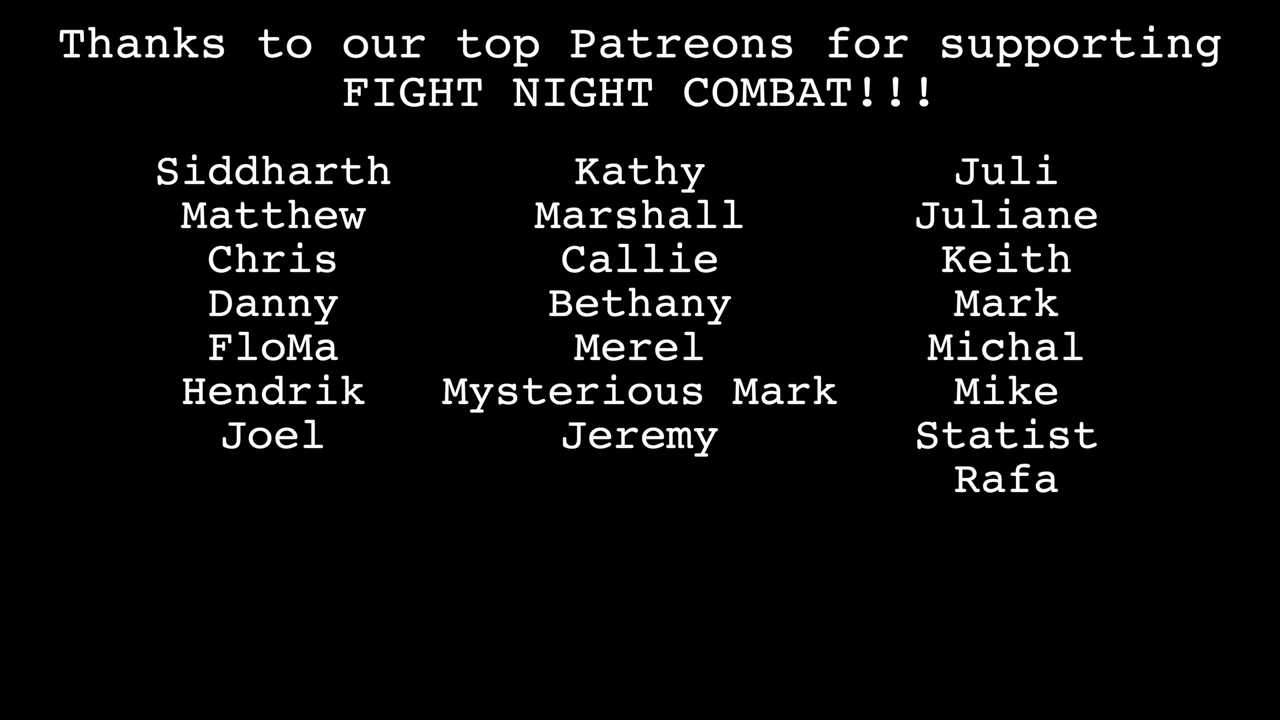 Thanks to our top Patreons for supporting
FIGHT NIGHT COMBAT!!!
Siddharth
Matthew
Chris
Danny
FloMa
Hendrik
Joel
Kathy
Marshall
Callie
Bethany
Merel
Mysterious Mark
Jeremy
Juli
Juliane
Keith
Mark
Michal
Mike
Statist
Rafa